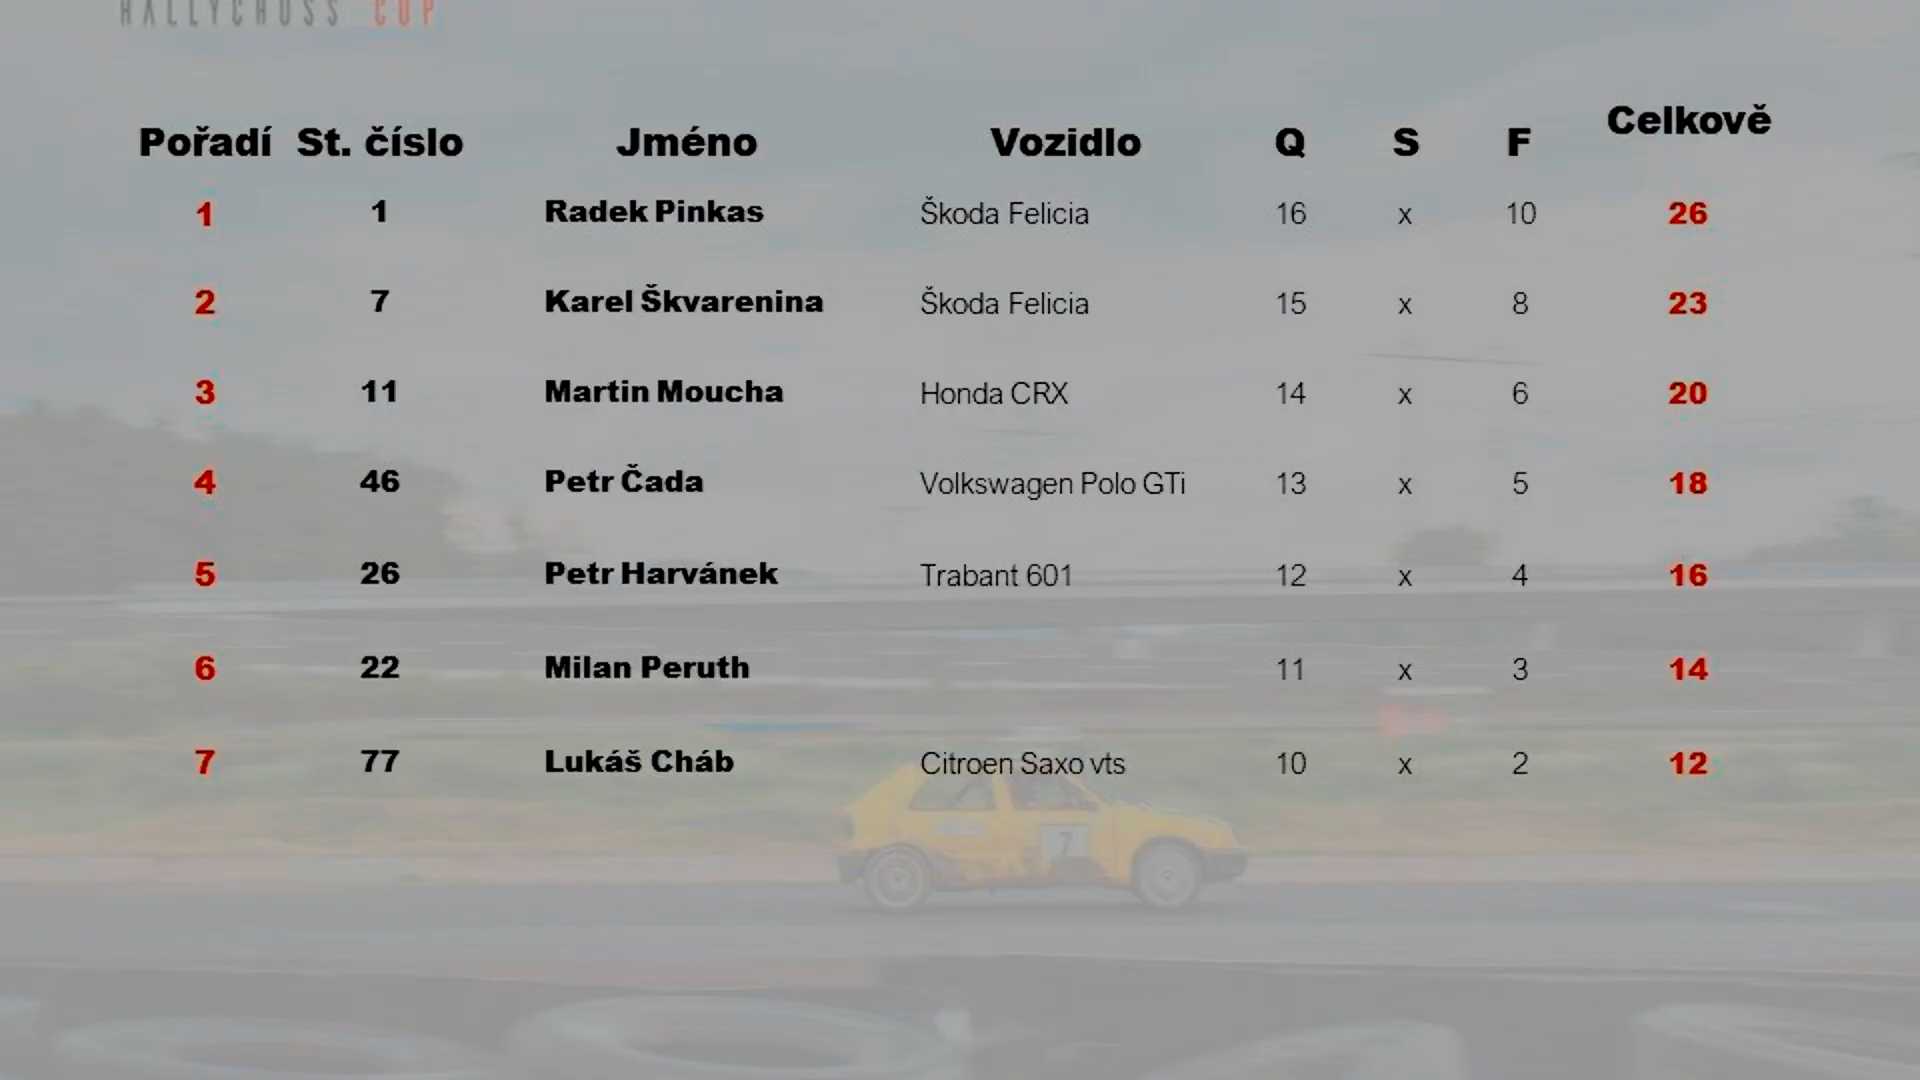 RALLYCROSS CUP
Pořadí St. číslo Jméno Vozidlo Q S F Celkově
1 1 Radek Pinkas Škoda Felicia 16 x 10 26
2 7 Karel Škvarenina Škoda Felicia 15 x 8 23
3 11 Martin Moucha Honda CRX 14 x 6 20
4 46 Petr Čada Volkswagen Polo GTi 13 x 5 18
5 26 Petr Harvánek Trabant 601 12 x 4 16
6 22 Milan Peruth 11 x 3 14
7 77 Lukáš Cháb Citroen Saxo vts 10 x 2 12
7